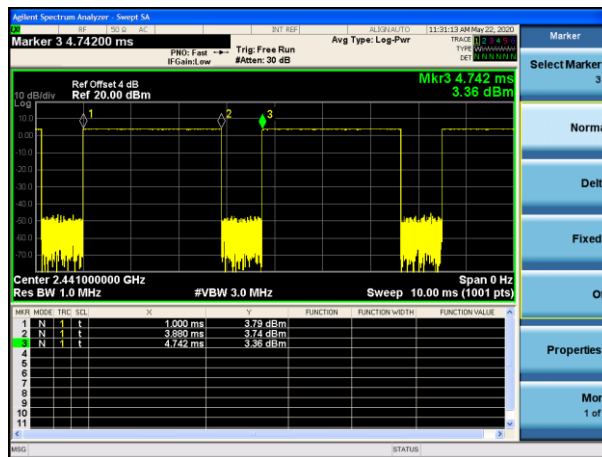 Agilent Spectrum Analyzer - Swept SA
RF 50 Ω AC INT REF ALIGNAUTO 11:31:13 AM May 22, 2020
Marker 3 4.74200 ms
PNO: Fast
IFGain:Low
Trig: Free Run
#Atten: 30 dB
Avg Type: Log-Pwr
TRACE 1 2 3 4 5 6
TYPE
DET N N N N N N
Marker
Select Marker
3
Norma
Delt
Fixed
O
Properties
Mor
1 of
Mkr3 4.742 ms
3.36 dBm
Ref Offset 4 dB
10 dB/div Ref 20.00 dBm
Log
10.0
0.00
-10.0
-20.0
-30.0
-40.0
-50.0
-60.0
-70.0
1 2 3
Center 2.441000000 GHz Span 0 Hz
Res BW 1.0 MHz #VBW 3.0 MHz Sweep 10.00 ms (1001 pts)
MKR MODE TRC SCL X Y FUNCTION FUNCTION WIDTH FUNCTION VALUE
1 N 1 t 1.000 ms 3.79 dBm
2 N 1 t 3.880 ms 3.74 dBm
3 N 1 t 4.742 ms 3.36 dBm
4
5
6
7
8
9
10
11
MSG STATUS